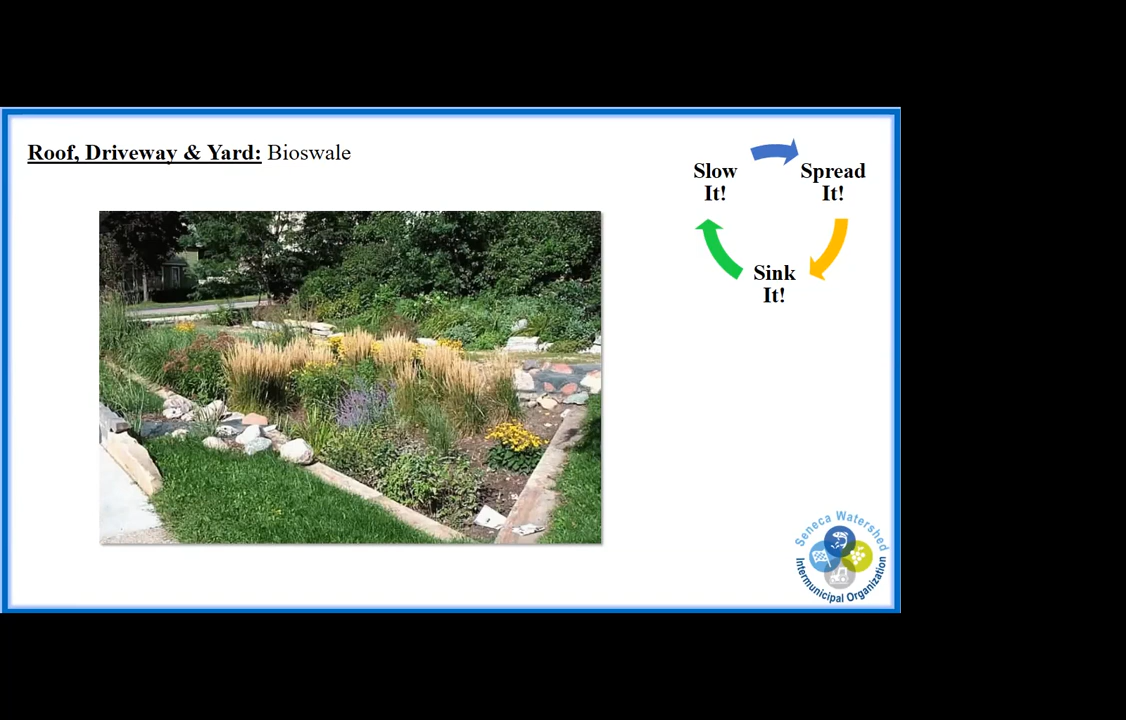 Roof, Driveway & Yard: Bioswale
Slow
It!
Spread
It!
Sink
It!
Seneca Watershed
Intermunicipal Organization